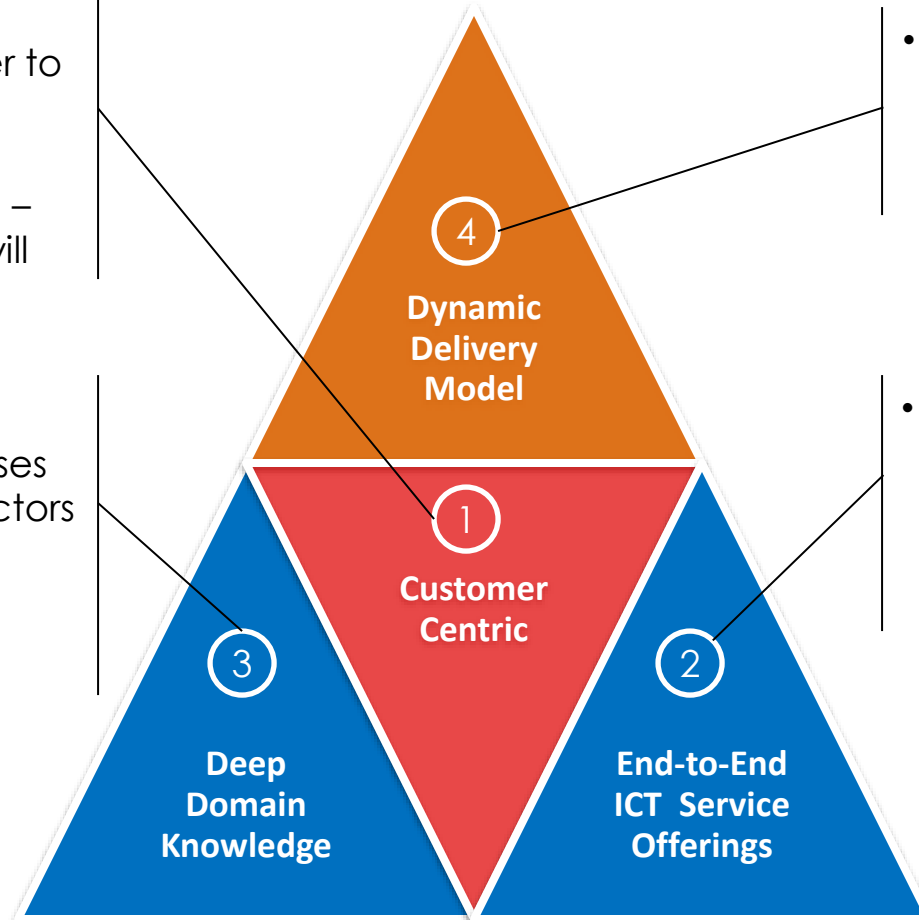 er to
–
will
ses
ctors
•
•
4
Dynamic
Delivery
Model
1
Customer
Centric
3
Deep
Domain
Knowledge
2
End-to-End
ICT Service
Offerings